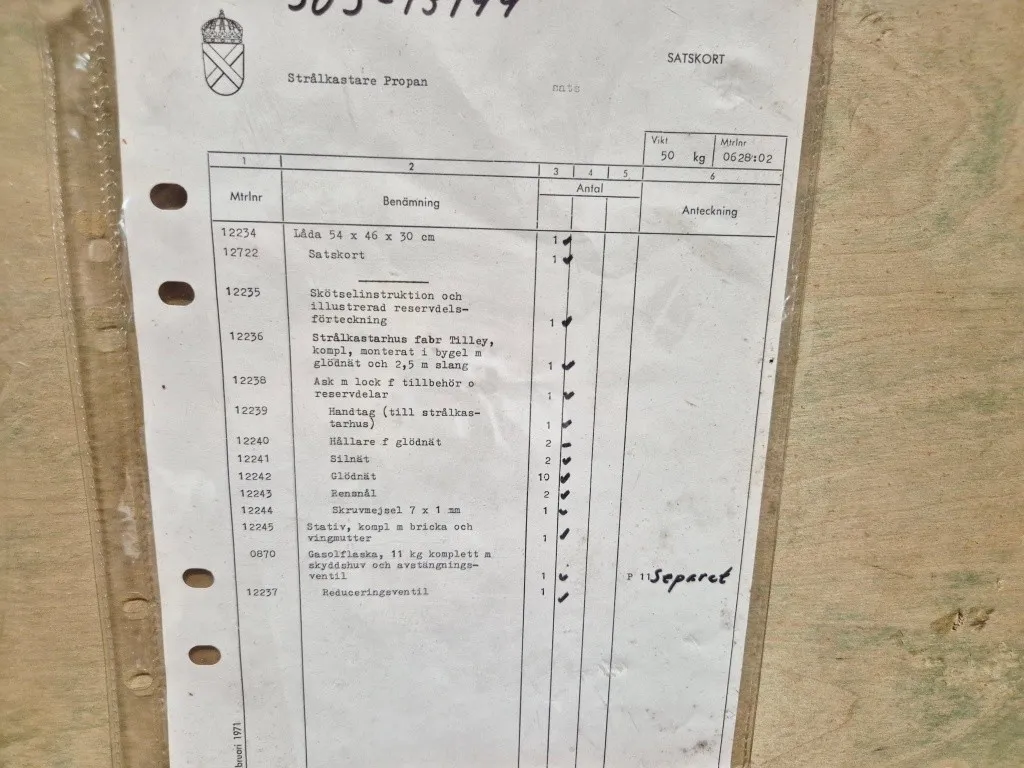 SATSKORT
Strålkastare Propan
sats
Vikt
50 kg
Mtrlnr
0628:02
1 2 3 4 5 6
Mtrlnr Benämning Antal Anteckning
12234 Låda 54 x 46 x 30 cm 1
12722 Satskort 1
12235 Skötselinstruktion och
illustrerad reservdels-
förteckning 1
12236 Strålkastarhus fabr Tilley,
kompl, monterat i bygel m
glödnät och 2,5 m slang 1
12238 Ask m lock f tillbehör o
reservdelar 1
12239 Handtag (till strålkas-
tarhus) 1
12240 Hållare f glödnät 2
12241 Silnät 2
12242 Glödnät 10
12243 Rensnål 2
12244 Skruvmejsel 7 x 1 mm 1
12245 Stativ, kompl m bricka och
vingmutter 1
0870 Gasolflaska, 11 kg komplett m
skyddshuv och avstängnings-
ventil 1 P 11 Separat
12237 Reduceringsventil 1
bruari 1971